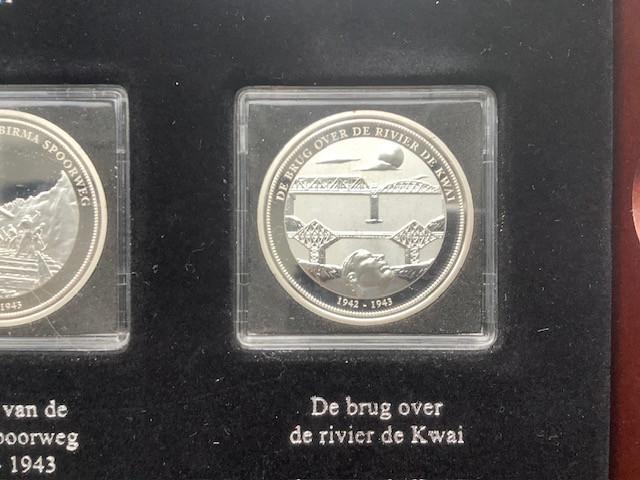 BIRMA SPOORWEG
1943
van de
poorweg
- 1943
DE BRUG OVER DE RIVIER DE KWAI
1942 - 1943
De brug over
de rivier de Kwai